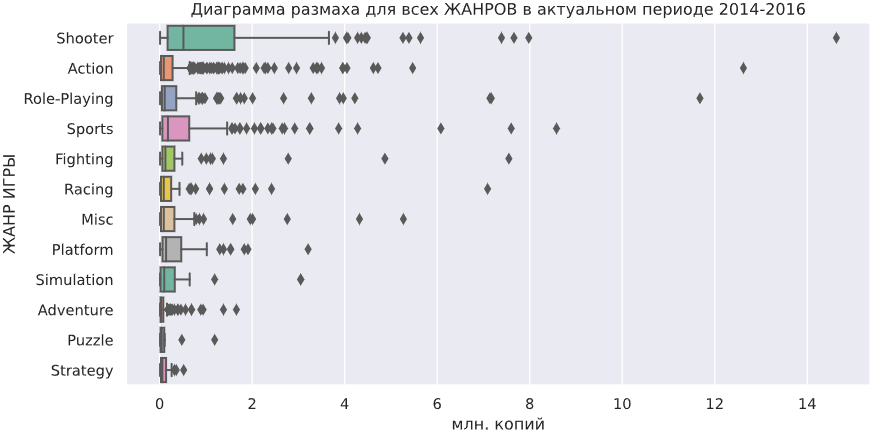 Диаграмма размаха для всех ЖАНРОВ в актуальном периоде 2014-2016
ЖАНР ИГРЫ
Shooter
Action
Role-Playing
Sports
Fighting
Racing
Misc
Platform
Simulation
Adventure
Puzzle
Strategy
0 2 4 6 8 10 12 14
млн. копий